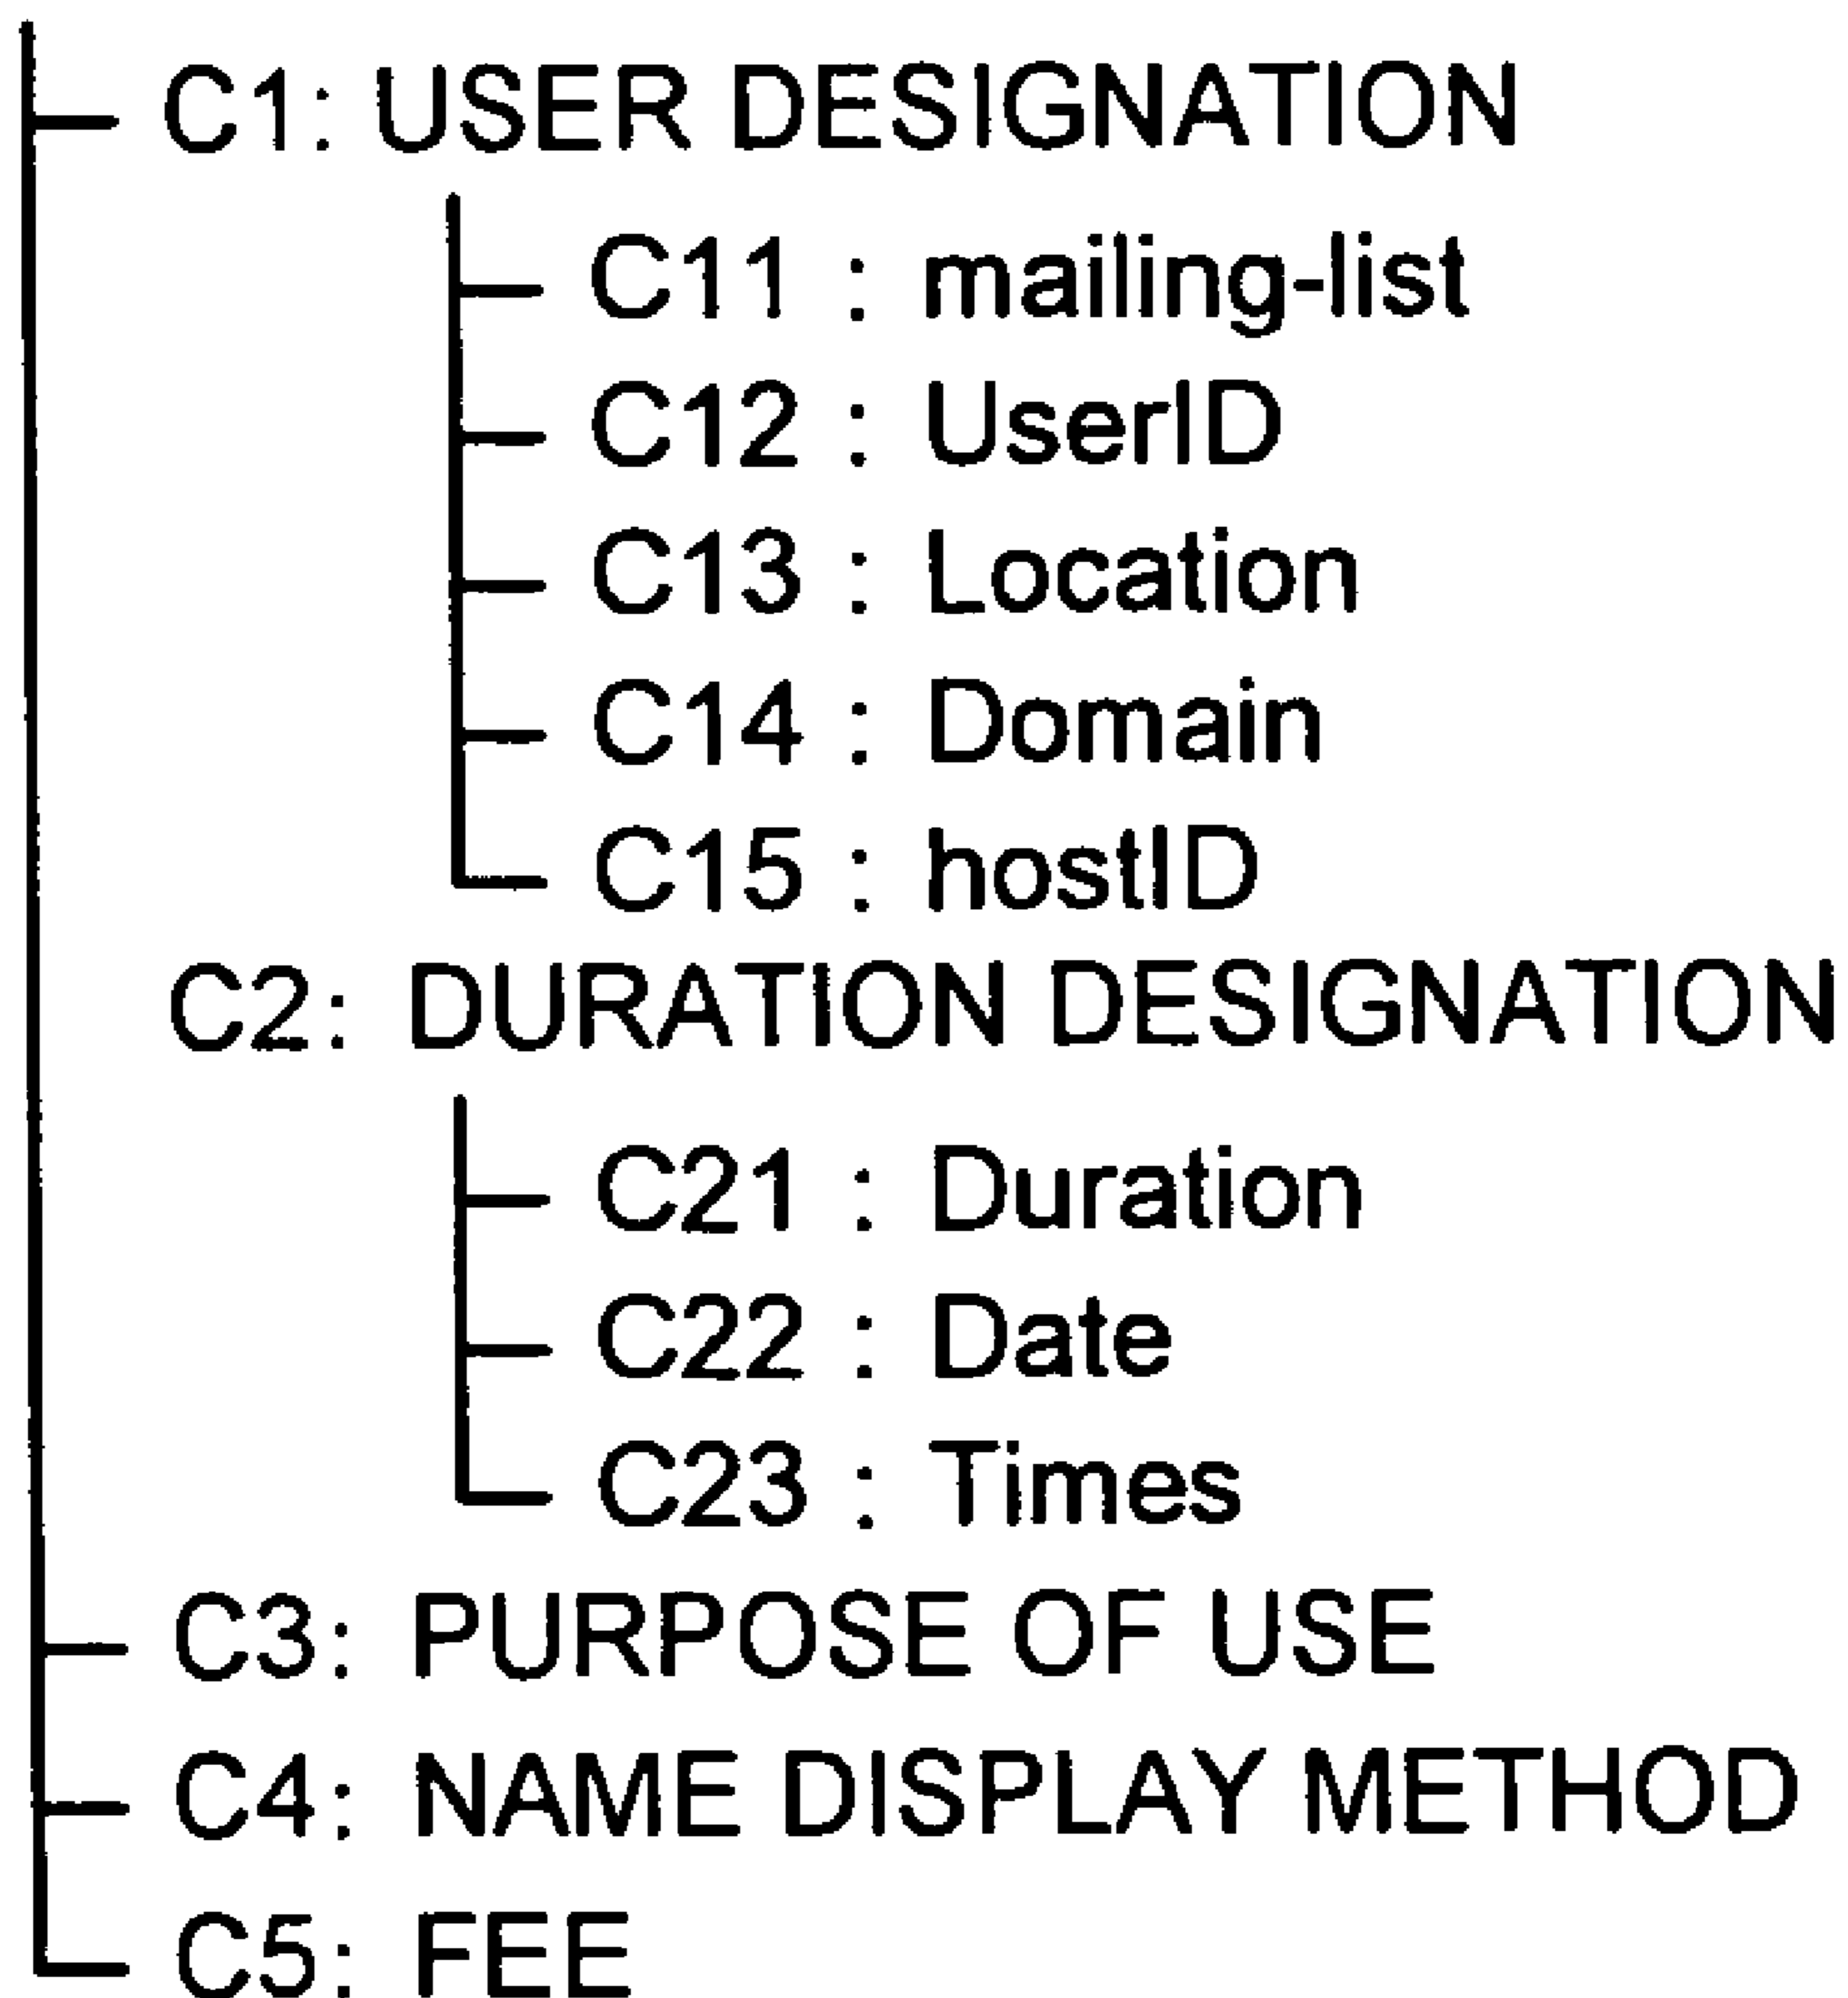 C1: USER DESIGNATION
C11 : mailing-list
C12 : UserID
C13 : Location
C14 : Domain
C15 : hostID
C2: DURATION DESIGNATION
C21 : Duration
C22 : Date
C23 : Times
C3: PURPOSE OF USE
C4: NAME DISPLAY METHOD
C5: FEE